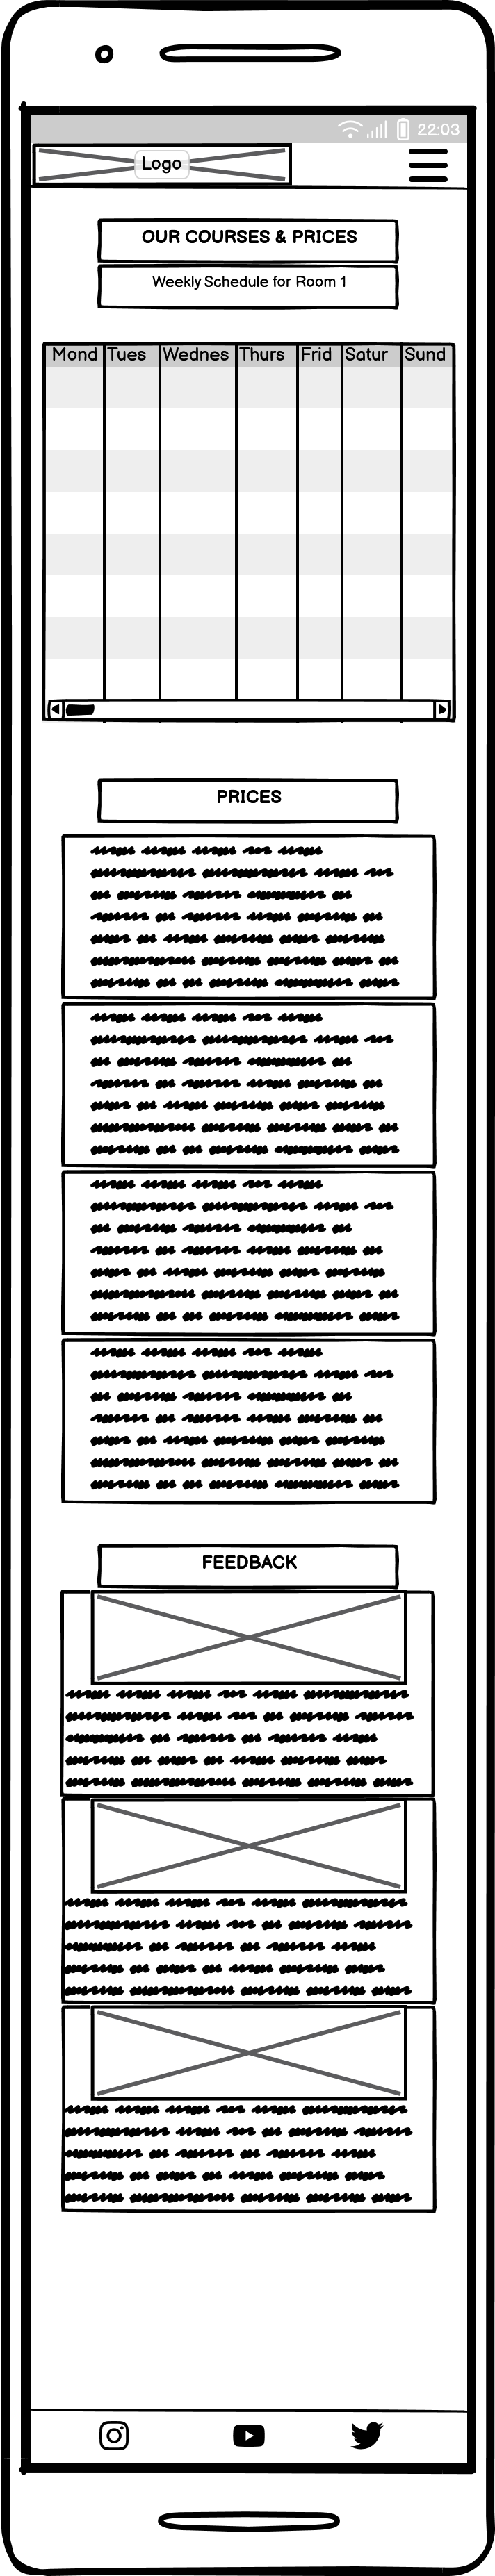 22:03
Logo
OUR COURSES & PRICES
Weekly Schedule for Room 1
Mond Tues Wednes Thurs Frid Satur Sund
PRICES
FEEDBACK